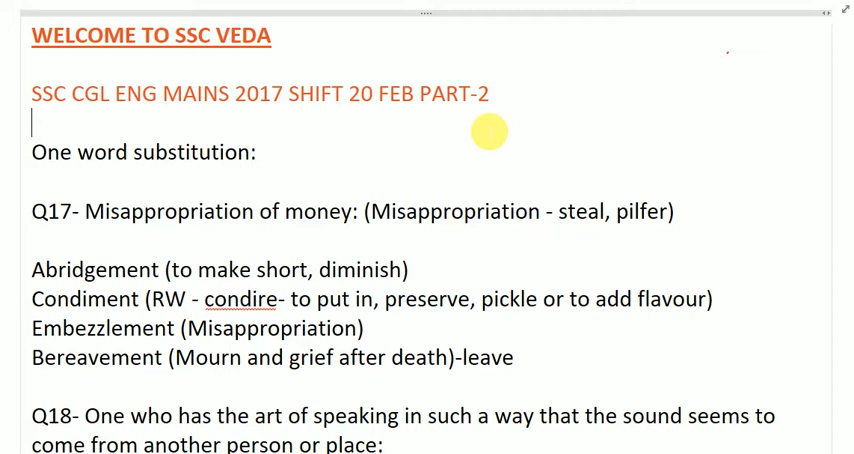 WELCOME TO SSC VEDA
SSC CGL ENG MAINS 2017 SHIFT 20 FEB PART-2
One word substitution:
Q17- Misappropriation of money: (Misappropriation - steal, pilfer)
Abridgement (to make short, diminish)
Condiment (RW - condire- to put in, preserve, pickle or to add flavour)
Embezzlement (Misappropriation)
Bereavement (Mourn and grief after death)-leave
Q18- One who has the art of speaking in such a way that the sound seems to
come from another person or place: